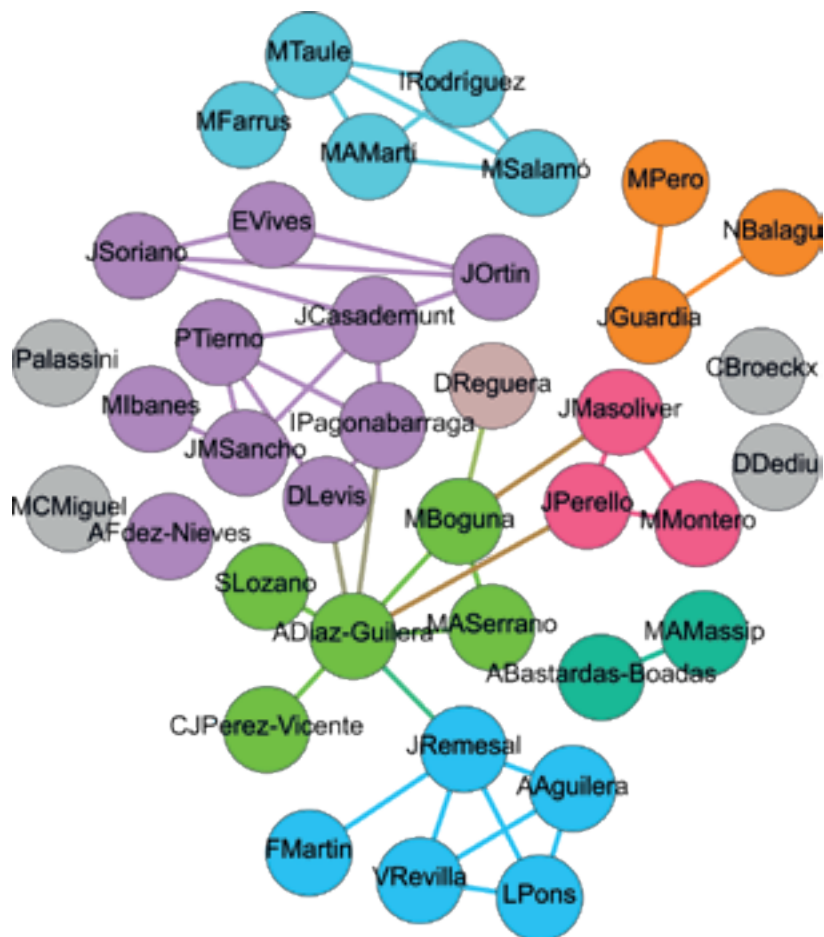 MTaule
IRodríguez
MFarrus
MAMartí
MSalamó
MPero
EVives
NBalagu
JSoriano
JOrtin
JCasademunt
JGuardia
PTierno
Palassini
CBroeckx
DReguera
MIbanes
JMasoliver
IPagonabarraga
JMSancho
DDediu
DLevis
MCMiguel
MBoguna
JPerello
MMontero
AFdez-Nieves
SLozano
ADiaz-Guilera
MASerrano
MAMassip
ABastardas-Boadas
CJPerez-Vicente
JRemesal
AAguilera
FMartin
VRevilla
LPons